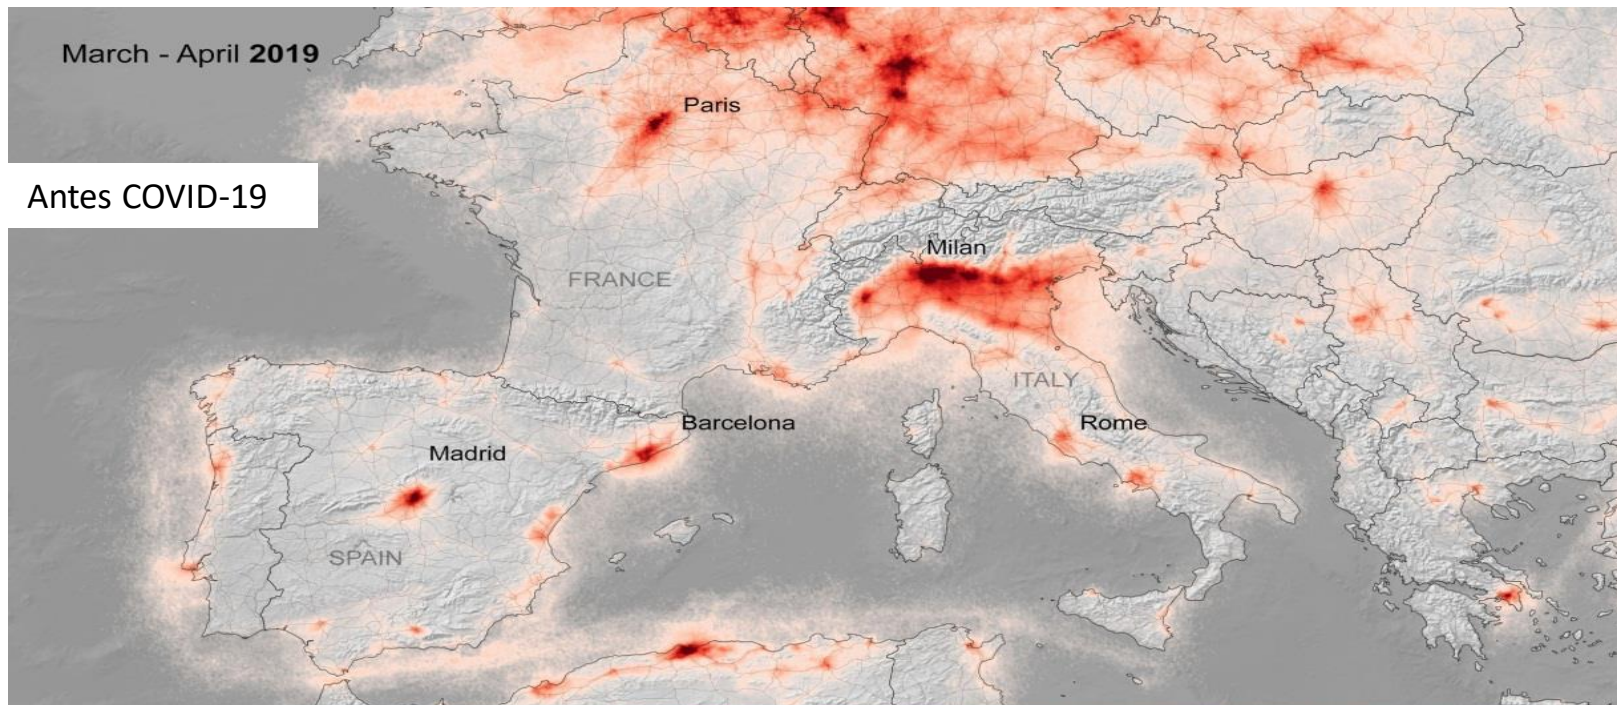 March - April 2019
Paris
Antes COVID-19
Milan
FRANCE
ITALY
Barcelona
Rome
Madrid
SPAIN